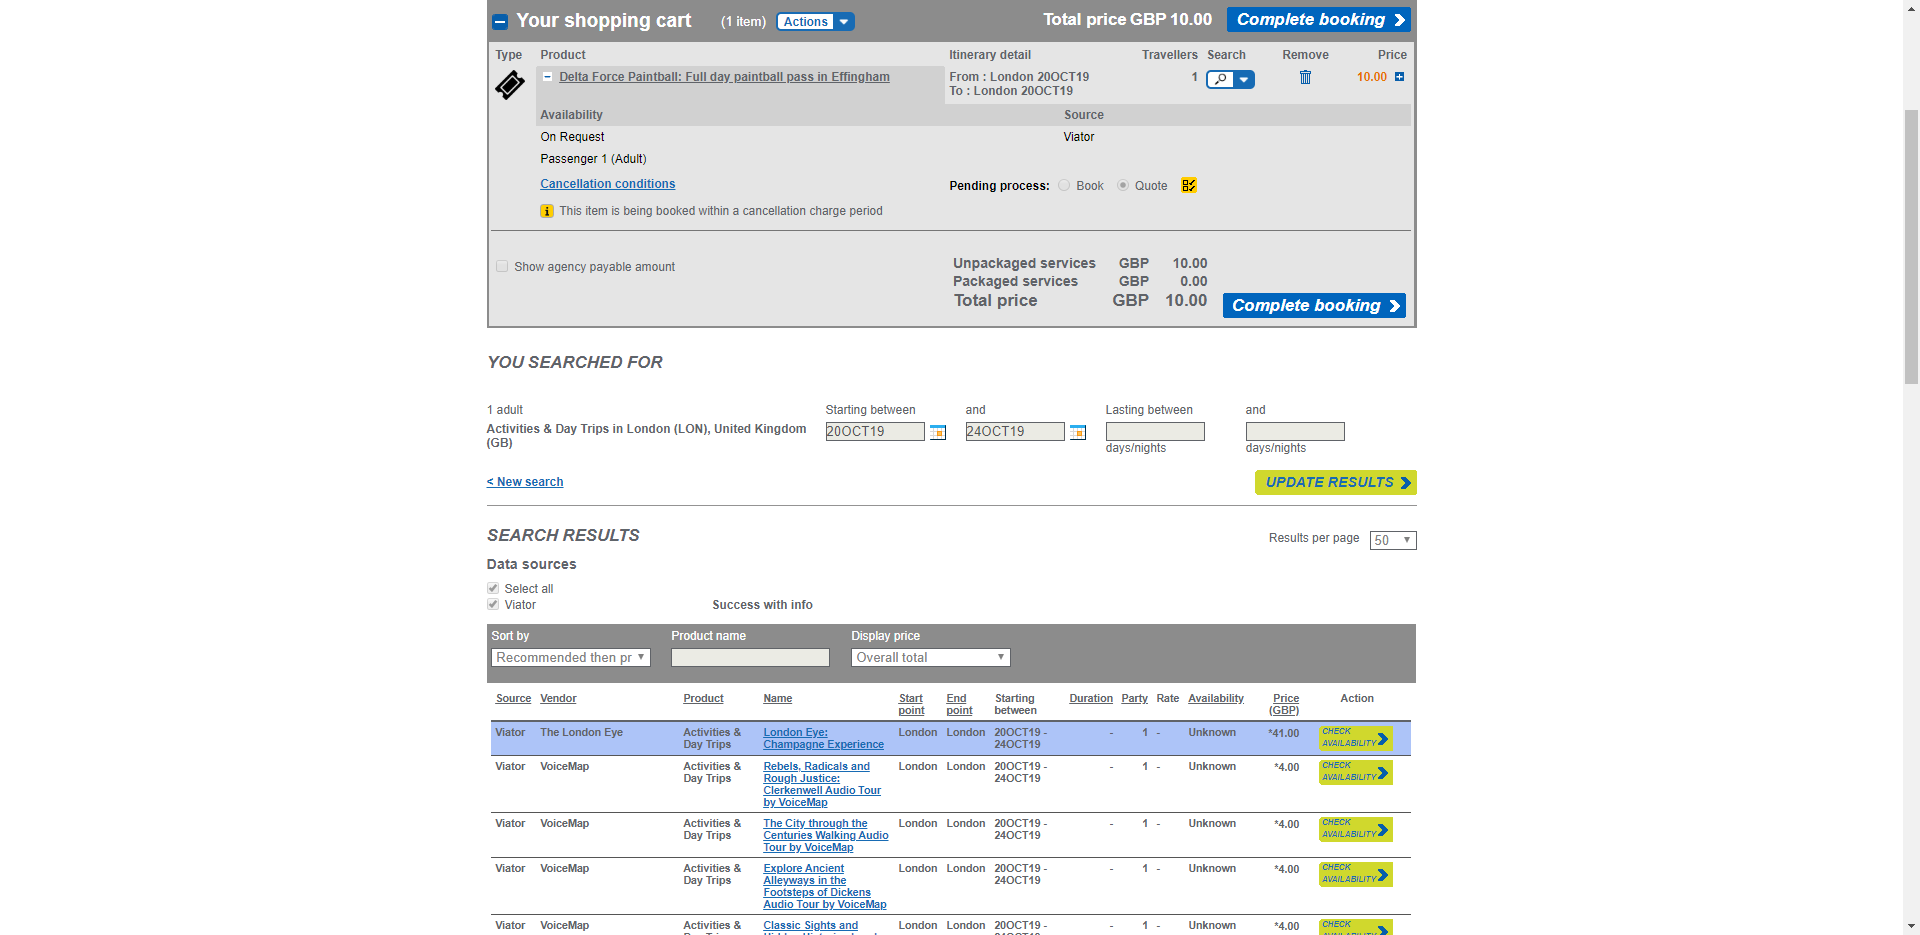 Your shopping cart (1 item) Actions Total price GBP 10.00 Complete booking
Type Product Itinerary detail Travellers Search Remove Price
Delta Force Paintball: Full day paintball pass in Effingham From : London 20OCT19 1 10.00
To : London 20OCT19
Availability Source
On Request Viator
Passenger 1 (Adult)
Cancellation conditions Pending process: Book Quote
This item is being booked within a cancellation charge period
Show agency payable amount
Unpackaged services GBP 10.00
Packaged services GBP 0.00
Total price GBP 10.00 Complete booking
YOU SEARCHED FOR
1 adult Starting between and Lasting between and
Activities & Day Trips in London (LON), United Kingdom (GB) 20OCT19 24OCT19
days/nights days/nights
< New search UPDATE RESULTS
SEARCH RESULTS Results per page 50
Data sources
Select all
Viator Success with info
Sort by Product name Display price
Recommended then pr Overall total
Source Vendor Product Name Start point End point Starting between Duration Party Rate Availability Price (GBP) Action
Viator The London Eye Activities & Day Trips London Eye: Champagne Experience London London 20OCT19 - 24OCT19 - 1 - Unknown *41.00 CHECK AVAILABILITY
Viator VoiceMap Activities & Day Trips Rebels, Radicals and Rough Justice: Clerkenwell Audio Tour by VoiceMap London London 20OCT19 - 24OCT19 - 1 - Unknown *4.00 CHECK AVAILABILITY
Viator VoiceMap Activities & Day Trips The City through the Centuries Walking Audio Tour by VoiceMap London London 20OCT19 - 24OCT19 - 1 - Unknown *4.00 CHECK AVAILABILITY
Viator VoiceMap Activities & Day Trips Explore Ancient Alleyways in the Footsteps of Dickens Audio Tour by VoiceMap London London 20OCT19 - 24OCT19 - 1 - Unknown *4.00 CHECK AVAILABILITY
Viator VoiceMap Activities & Classic Sights and London London 20OCT19 - - 1 - Unknown *4.00 CHECK